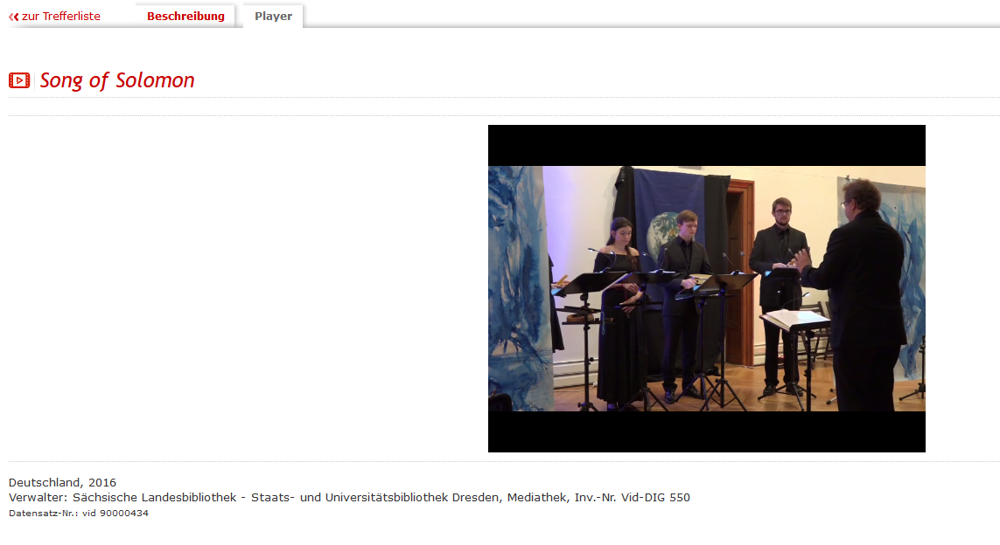 zur Trefferliste
Beschreibung
Player
Song of Solomon
Deutschland, 2016
Verwalter: Sächsische Landesbibliothek - Staats- und Universitätsbibliothek Dresden, Mediathek, Inv.-Nr. Vid-DIG 550
Datensatz-Nr.: vid 90000434